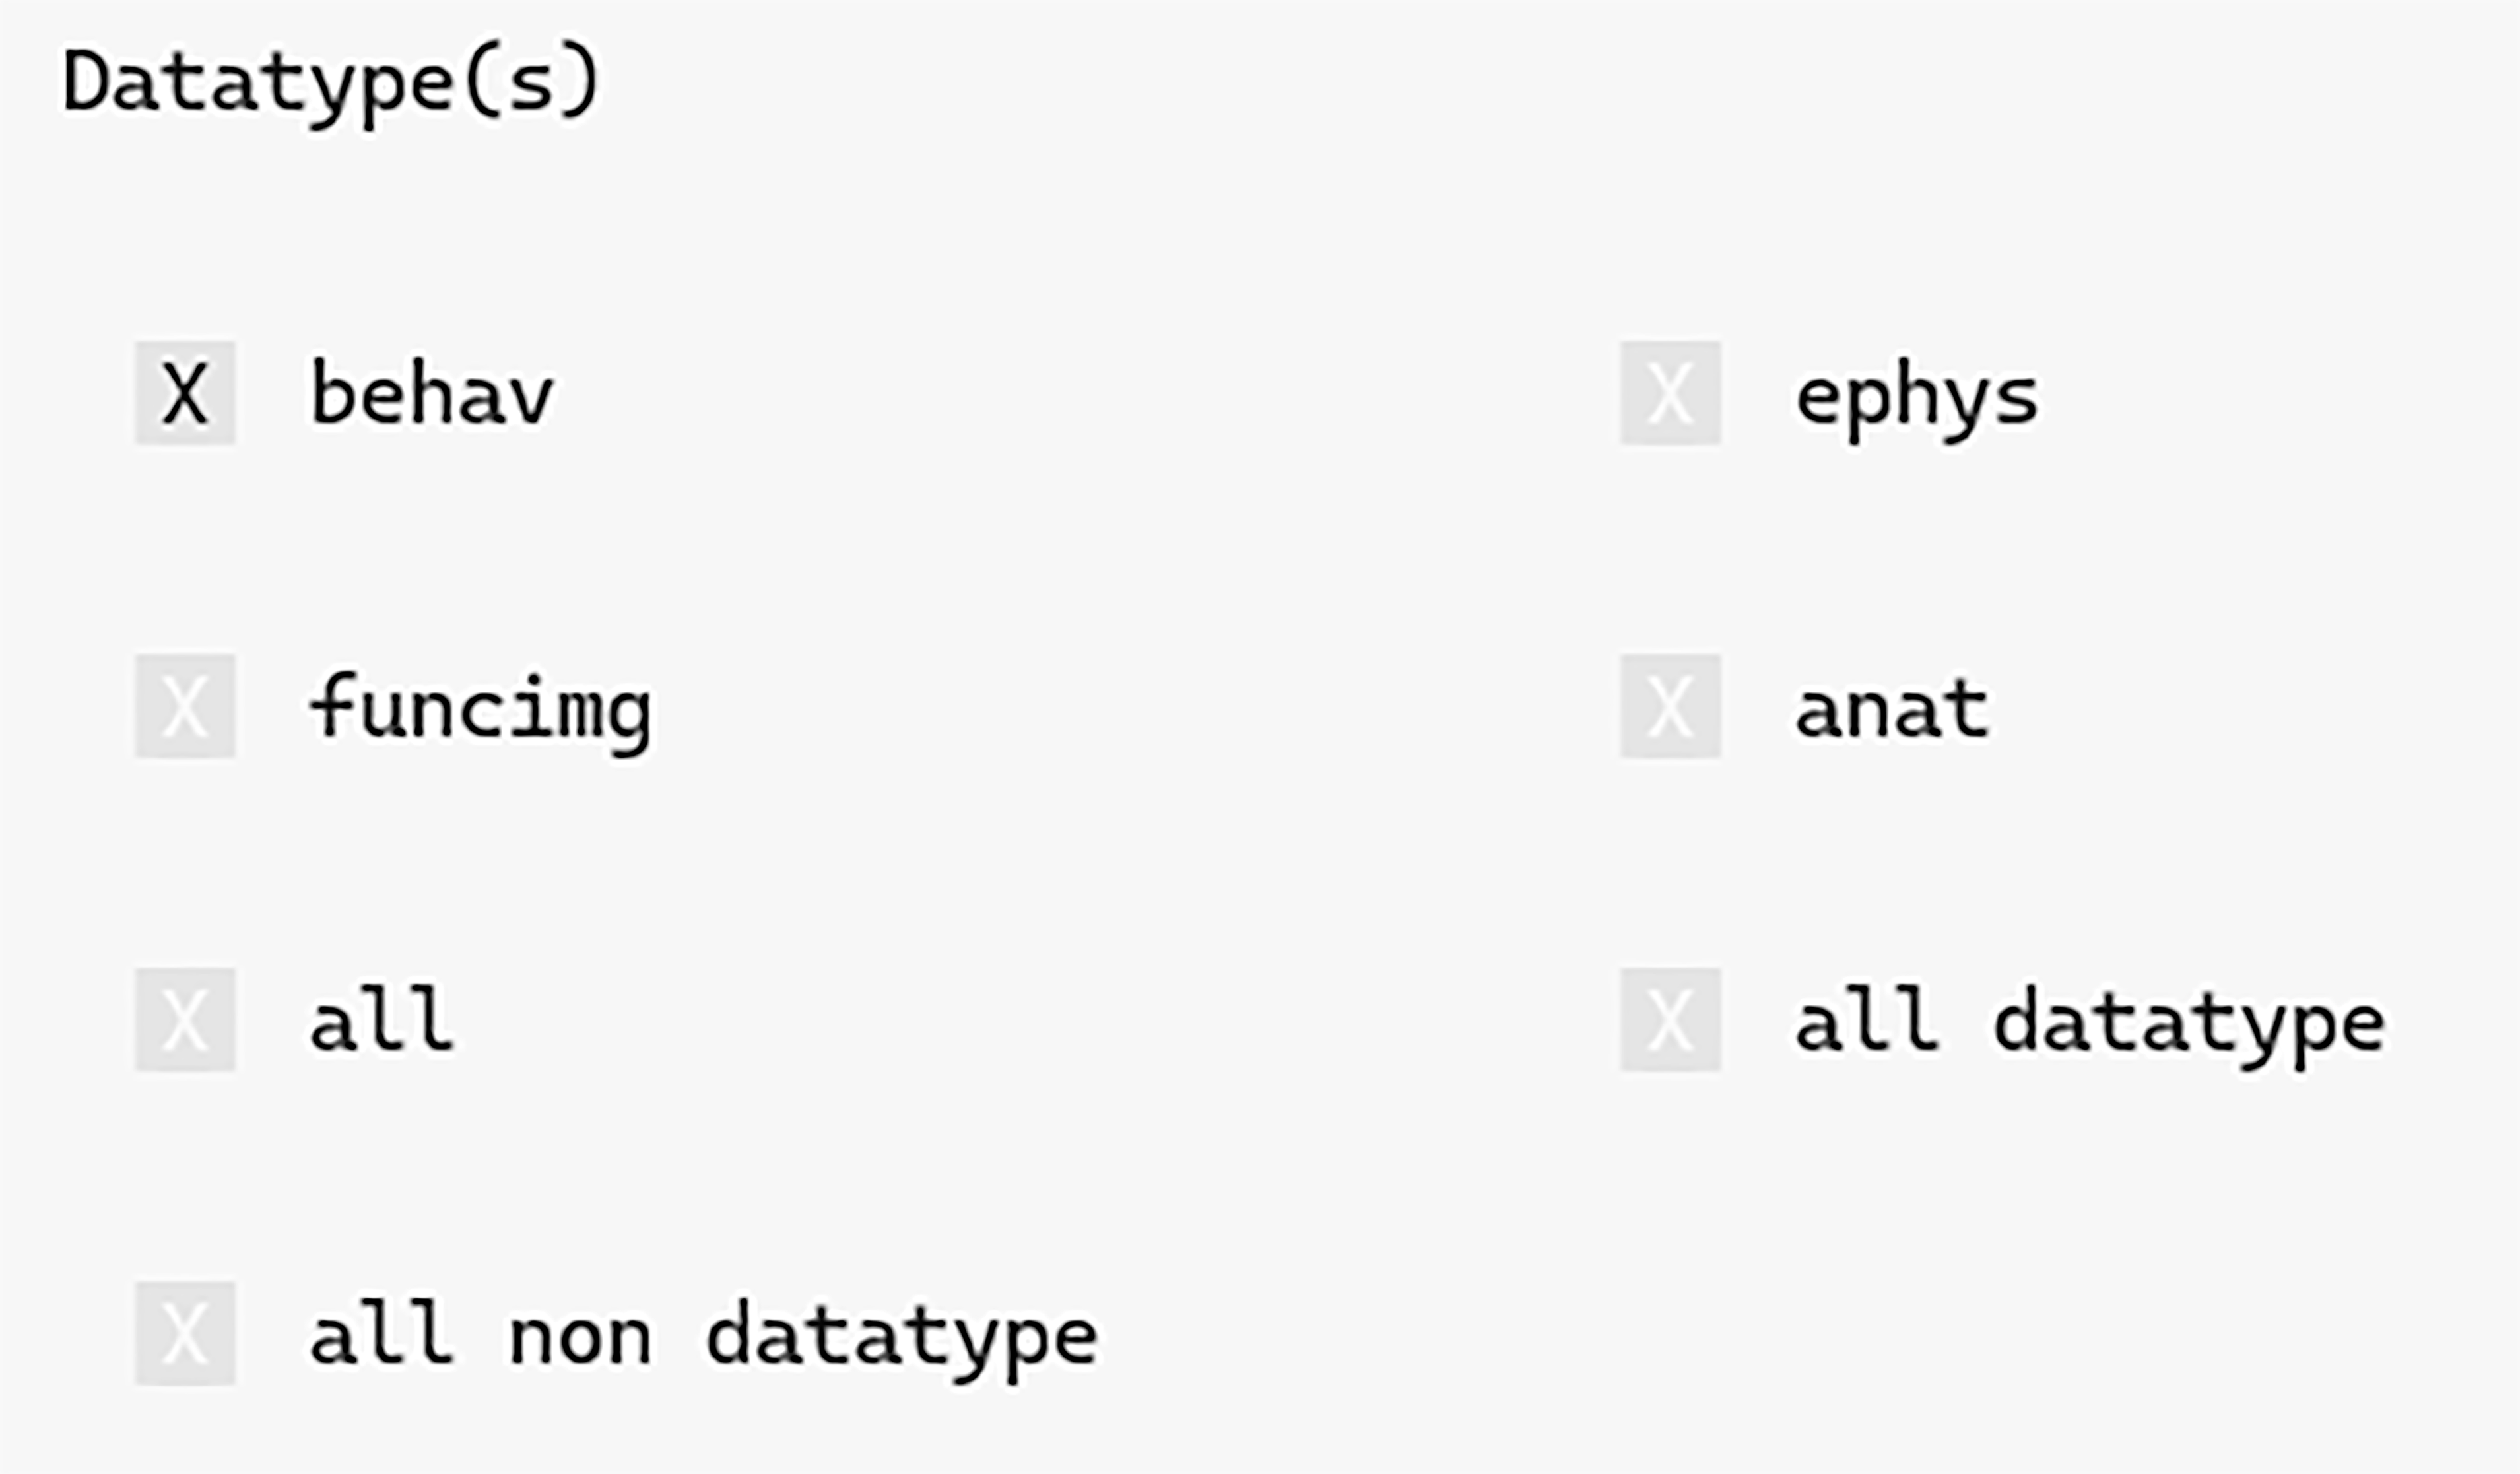 Datatype(s)
X behav X ephys
X funcimg X anat
X all X all datatype
X all non datatype